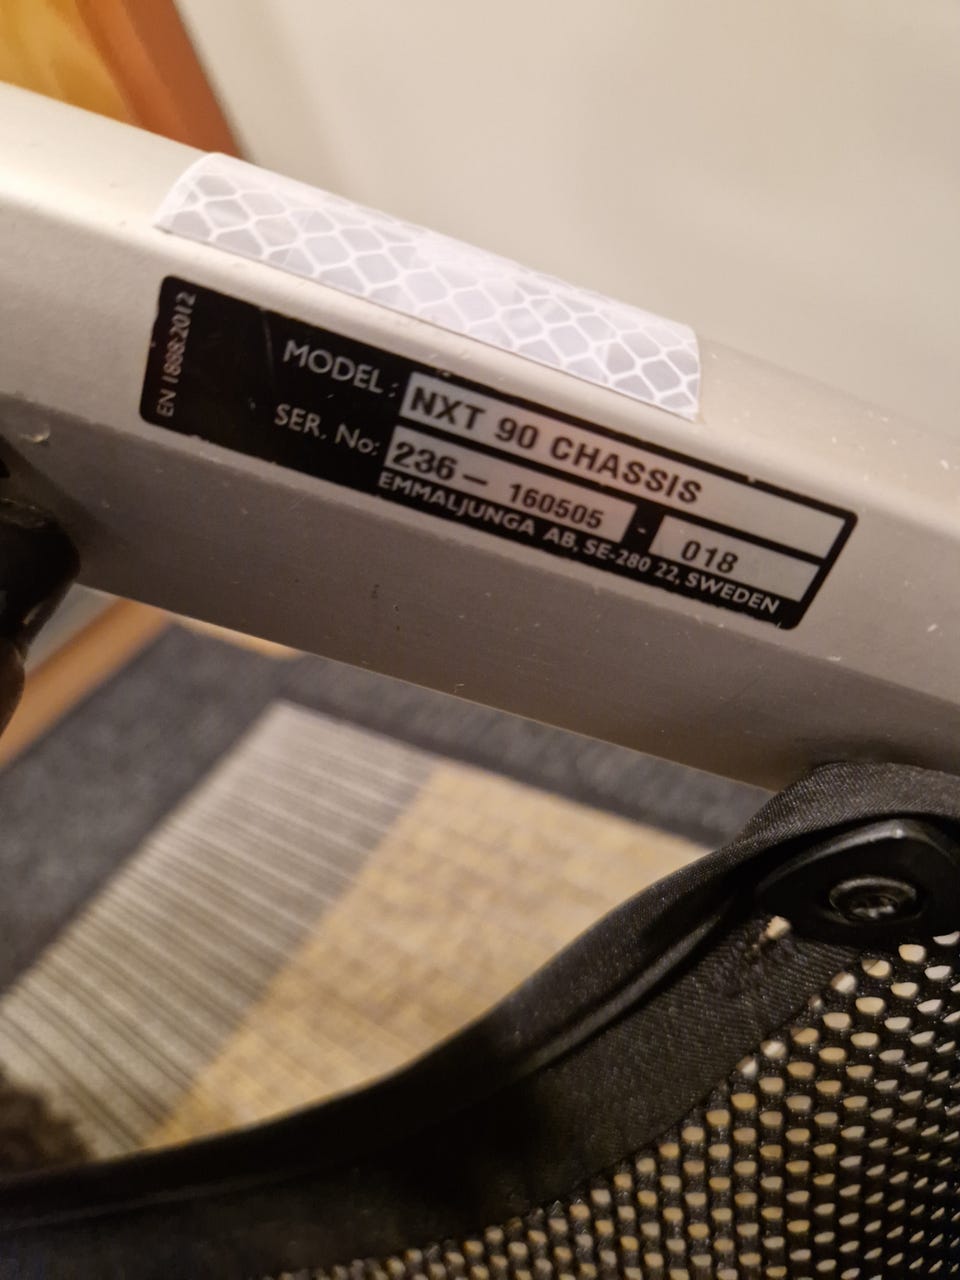 EN 1888:2012
MODEL: NXT 90 CHASSIS
SER. No: 236- 160505 - 018
EMMALJUNGA AB, SE-280 22, SWEDEN